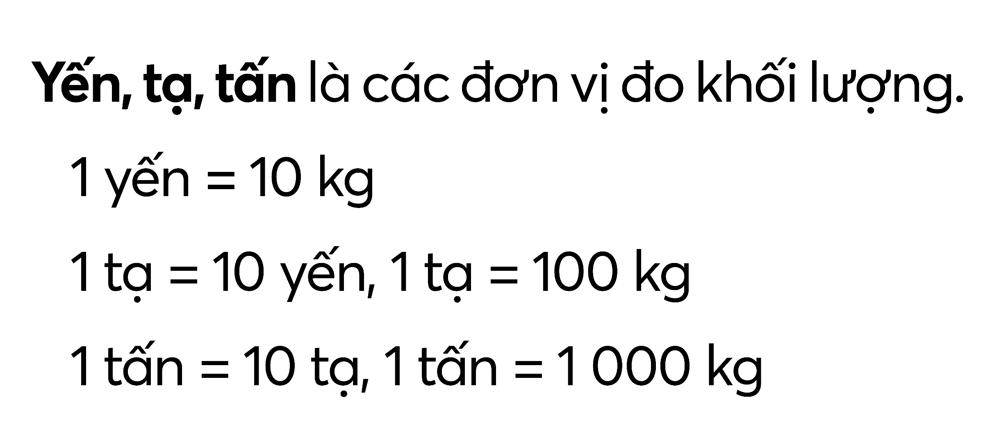 Yến, tạ, tấn là các đơn vị đo khối lượng.
1 yến = 10 kg
1 tạ = 10 yến, 1 tạ = 100 kg
1 tấn = 10 tạ, 1 tấn = 1 000 kg